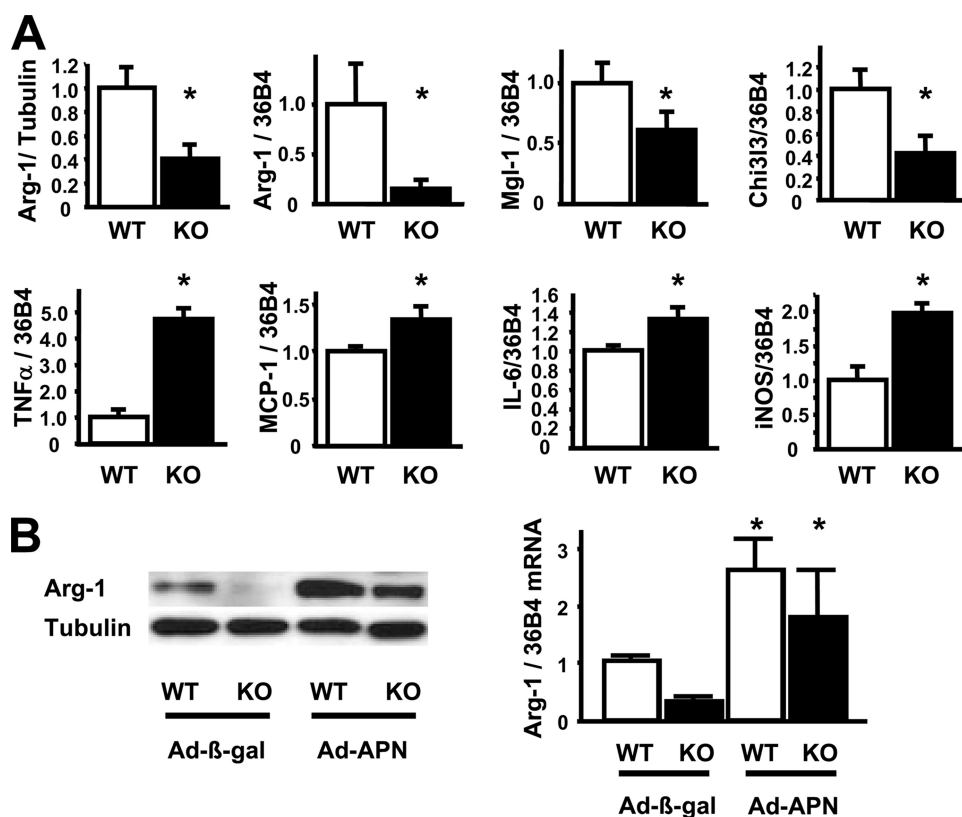 A
Arg-1/ Tubulin
1.2
1.0
0.8
0.6
0.4
0.2
0
*
WT KO
Arg-1 / 36B4
1.0
0.5
0
*
WT KO
Mgl-1 / 36B4
1.0
0.5
0
*
WT KO
Chi3l3/36B4
1.2
1.0
0.8
0.6
0.4
0.2
0
*
WT KO
TNFα / 36B4
5.0
4.0
3.0
2.0
1.0
0
*
WT KO
MCP-1 / 36B4
1.5
1.0
0.5
0
*
WT KO
IL-6/36B4
1.6
1.4
1.2
1.0
0.8
0.6
0.4
0.2
0
*
WT KO
iNOS/36B4
2.0
1.5
1.0
0.5
0
*
WT KO
B
Arg-1
Tubulin
WT KO WT KO
Ad-ß-gal Ad-APN
Arg-1 / 36B4 mRNA
3
2
1
0
* *
WT KO WT KO
Ad-ß-gal Ad-APN